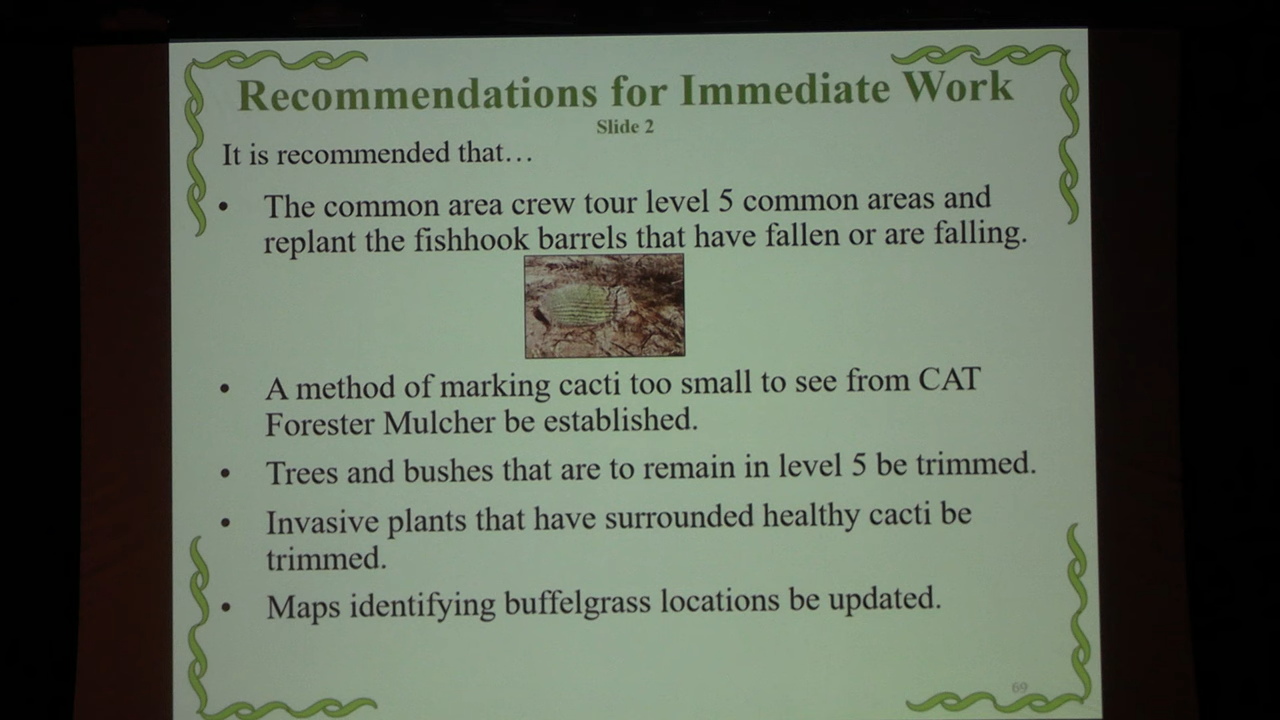 Recommendations for Immediate Work
Slide 2
It is recommended that…
• The common area crew tour level 5 common areas and
replant the fishhook barrels that have fallen or are falling.
• A method of marking cacti too small to see from CAT
Forester Mulcher be established.
• Trees and bushes that are to remain in level 5 be trimmed.
• Invasive plants that have surrounded healthy cacti be
trimmed.
• Maps identifying buffelgrass locations be updated.
69